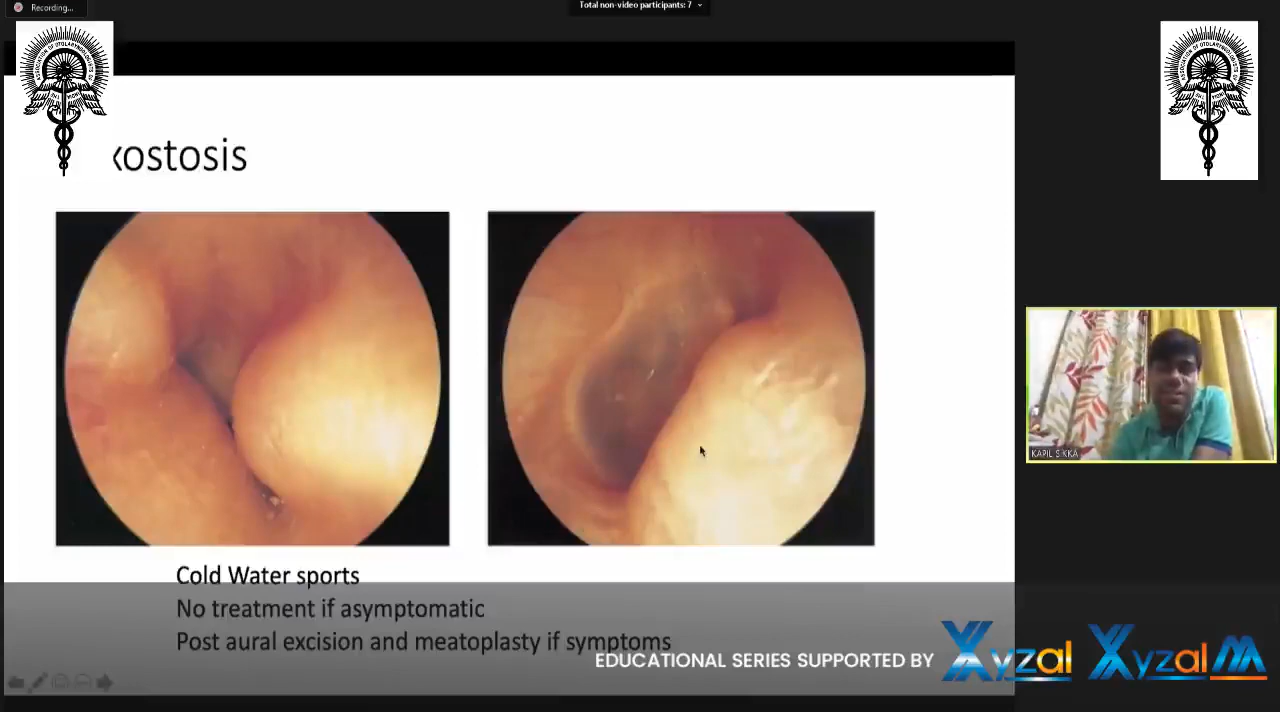 Recording...
Total non-video participants: 7
xostosis
KAPIL SIKKA
Cold Water sports
No treatment if asymptomatic
Post aural excision and meatoplasty if symptoms
EDUCATIONAL SERIES SUPPORTED BY Xyzal Xyzal M